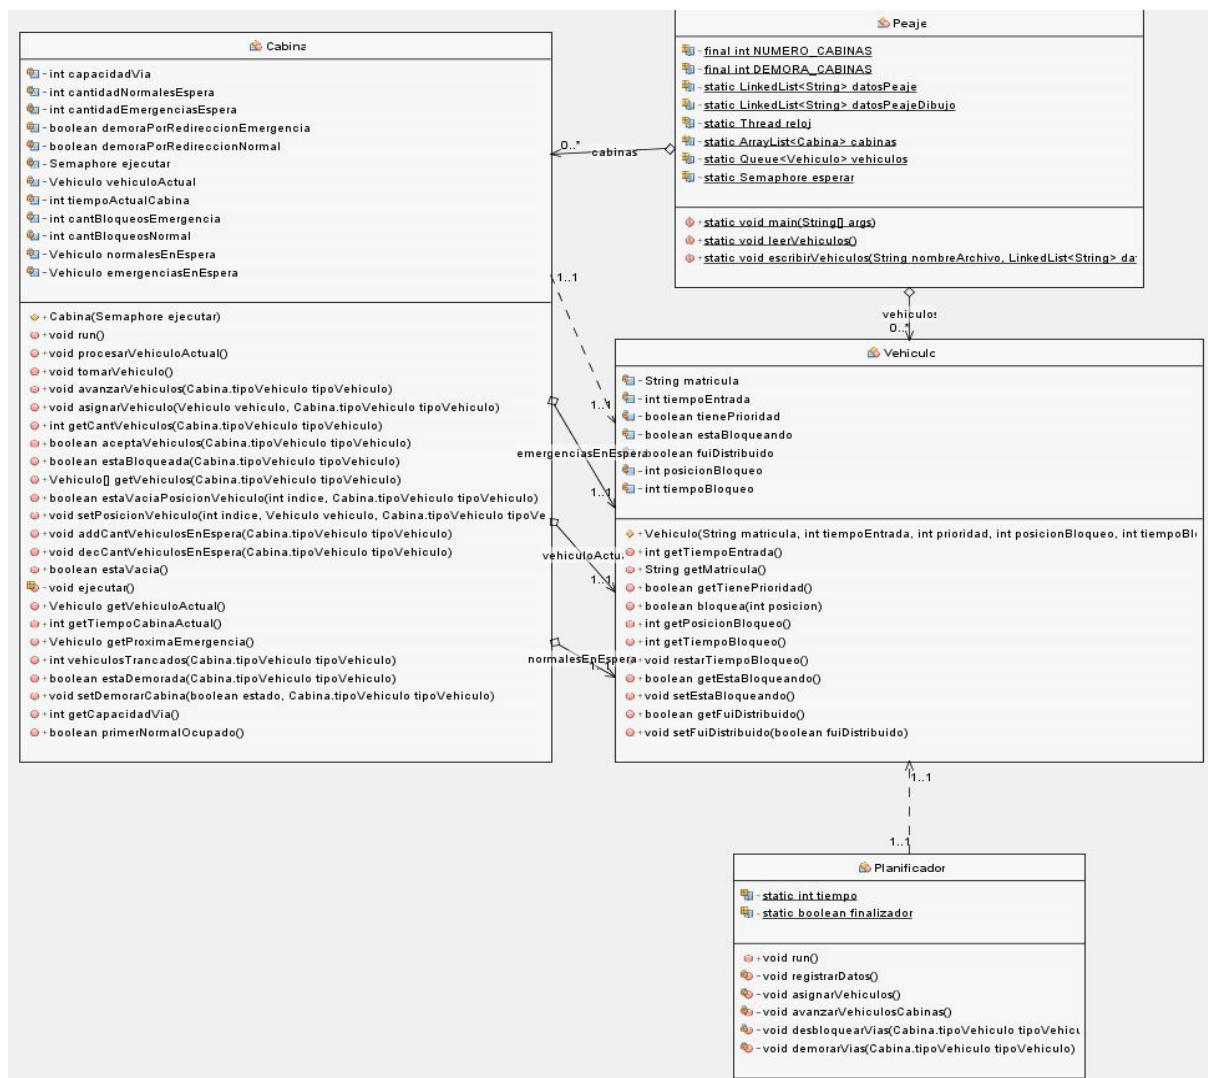 Cabina
- int capacidadVia
- int cantidadNormalesEspera
- int cantidadEmergenciasEspera
- boolean demoraPorRedireccionEmergencia
- boolean demoraPorRedireccionNormal
- Semaphore ejecutar
- Vehiculo vehiculoActual
- int tiempoActualCabina
- int cantBloqueosEmergencia
- int cantBloqueosNormal
- Vehiculo normalesEnEspera
- Vehiculo emergenciasEnEspera
+ Cabina(Semaphore ejecutar)
+ void run()
+ void procesarVehiculoActual()
+ void tomarVehiculo()
+ void avanzarVehiculos(Cabina.tipoVehiculo tipoVehiculo)
+ void asignarVehiculo(Vehiculo vehiculo, Cabina.tipoVehiculo tipoVehiculo)
+ int getCantVehiculos(Cabina.tipoVehiculo tipoVehiculo)
+ boolean aceptaVehiculos(Cabina.tipoVehiculo tipoVehiculo)
+ boolean estaBloqueada(Cabina.tipoVehiculo tipoVehiculo)
+ Vehiculo[] getVehiculos(Cabina.tipoVehiculo tipoVehiculo)
+ boolean estaVaciaPosicionVehiculo(int indice, Cabina.tipoVehiculo tipoVehiculo)
+ void setPosicionVehiculo(int indice, Vehiculo vehiculo, Cabina.tipoVehiculo tipoVe
+ void addCantVehiculosEnEspera(Cabina.tipoVehiculo tipoVehiculo)
+ void decCantVehiculosEnEspera(Cabina.tipoVehiculo tipoVehiculo)
+ boolean estaVacia()
- void ejecutar()
+ Vehiculo getVehiculoActual()
+ int getTiempoCabinaActual()
+ Vehiculo getProximaEmergencia()
+ int vehiculosTrancados(Cabina.tipoVehiculo tipoVehiculo)
+ boolean estaDemorada(Cabina.tipoVehiculo tipoVehiculo)
+ void setDemorarCabina(boolean estado, Cabina.tipoVehiculo tipoVehiculo)
+ int getCapacidadVia()
+ boolean primerNormalOcupado()
Peaje
- final int NUMERO_CABINAS
- final int DEMORA_CABINAS
- static LinkedList<String> datosPeaje
- static LinkedList<String> datosPeajeDibujo
- static Thread reloj
- static ArrayList<Cabina> cabinas
- static Queue<Vehiculo> vehiculos
- static Semaphore esperar
+ static void main(String[] args)
+ static void leerVehiculos()
+ static void escribirVehiculos(String nombreArchivo, LinkedList<String> dat
0..*
cabinas
vehiculos
0..*
1..1
1..1
emergenciasEnEspera
1..1
vehiculoActu
1..1
normalesEnEspera
1..1
Vehiculo
- String matricula
- int tiempoEntrada
- boolean tienePrioridad
- boolean estaBloqueando
boolean fuiDistribuido
- int posicionBloqueo
- int tiempoBloqueo
+ Vehiculo(String matricula, int tiempoEntrada, int prioridad, int posicionBloqueo, int tiempoBl
+ int getTiempoEntrada()
+ String getMatricula()
+ boolean getTienePrioridad()
+ boolean bloquea(int posicion)
+ int getPosicionBloqueo()
+ int getTiempoBloqueo()
+ void restarTiempoBloqueo()
+ boolean getEstaBloqueando()
+ void setEstaBloqueando()
+ boolean getFuiDistribuido()
+ void setFuiDistribuido(boolean fuiDistribuido)
1..1
1..1
Planificador
- static int tiempo
- static boolean finalizador
+ void run()
- void registrarDatos()
- void asignarVehiculos()
- void avanzarVehiculosCabinas()
- void desbloquearVias(Cabina.tipoVehiculo tipoVehicu
- void demorarVias(Cabina.tipoVehiculo tipoVehiculo)